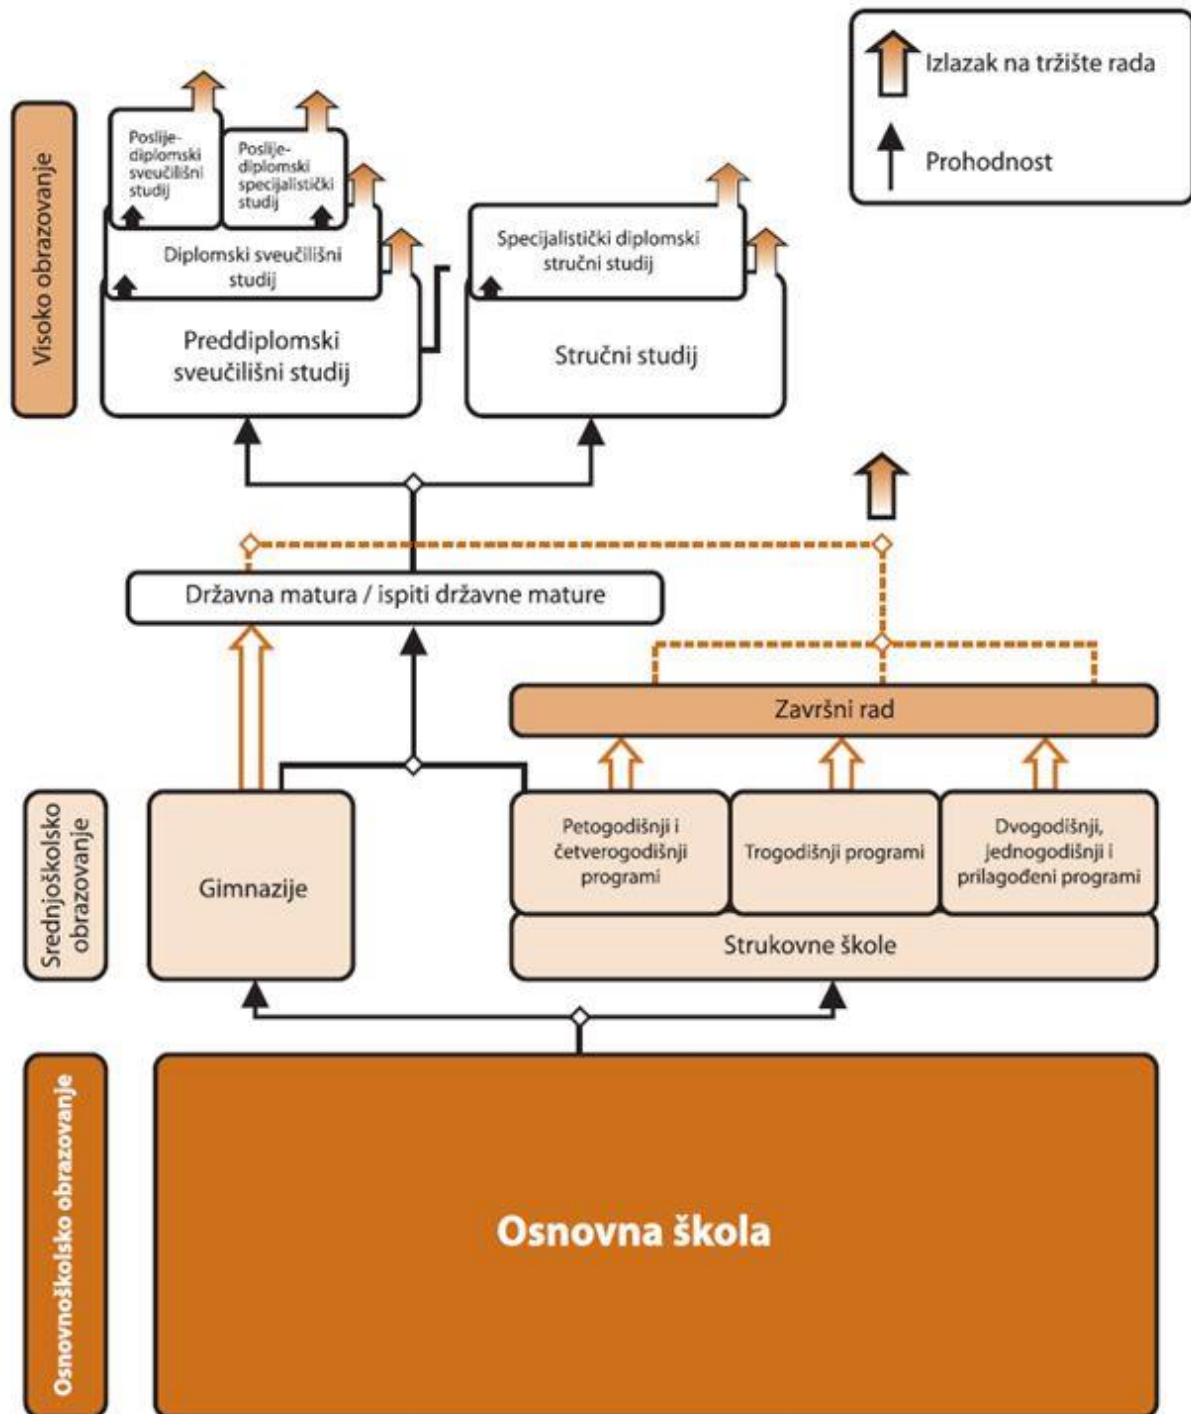 Izlazak na tržište rada
Prohodnost
Visoko obrazovanje
Poslije-
diplomski
sveučilišni
studij
Poslije-
diplomski
specijalistički
studij
Diplomski sveučilišni
studij
Preddiplomski
sveučilišni studij
Specijalistički diplomski
stručni studij
Stručni studij
Državna matura / ispiti državne mature
Završni rad
Srednjoškolsko
obrazovanje
Gimnazije
Petogodišnji i
četverogodišnji
programi
Trogodišnji programi
Dvogodišnji,
jednogodišnji i
prilagođeni programi
Strukovne škole
Osnovnoškolsko obrazovanje
Osnovna škola